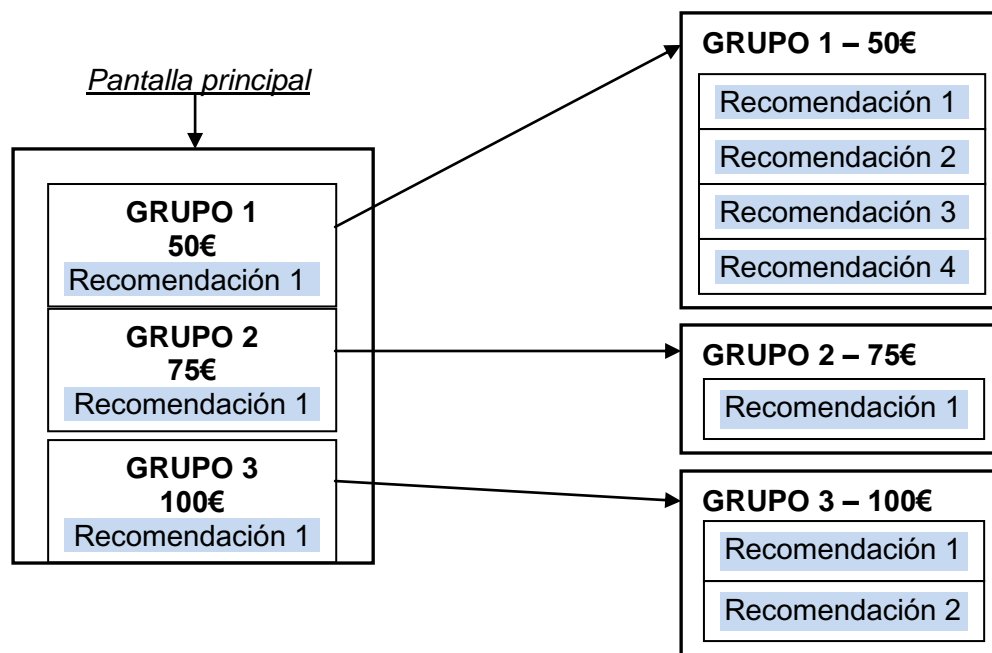 Pantalla principal
GRUPO 1
50€
Recomendación 1
GRUPO 2
75€
Recomendación 1
GRUPO 3
100€
Recomendación 1
GRUPO 1 – 50€
Recomendación 1
Recomendación 2
Recomendación 3
Recomendación 4
GRUPO 2 – 75€
Recomendación 1
GRUPO 3 – 100€
Recomendación 1
Recomendación 2